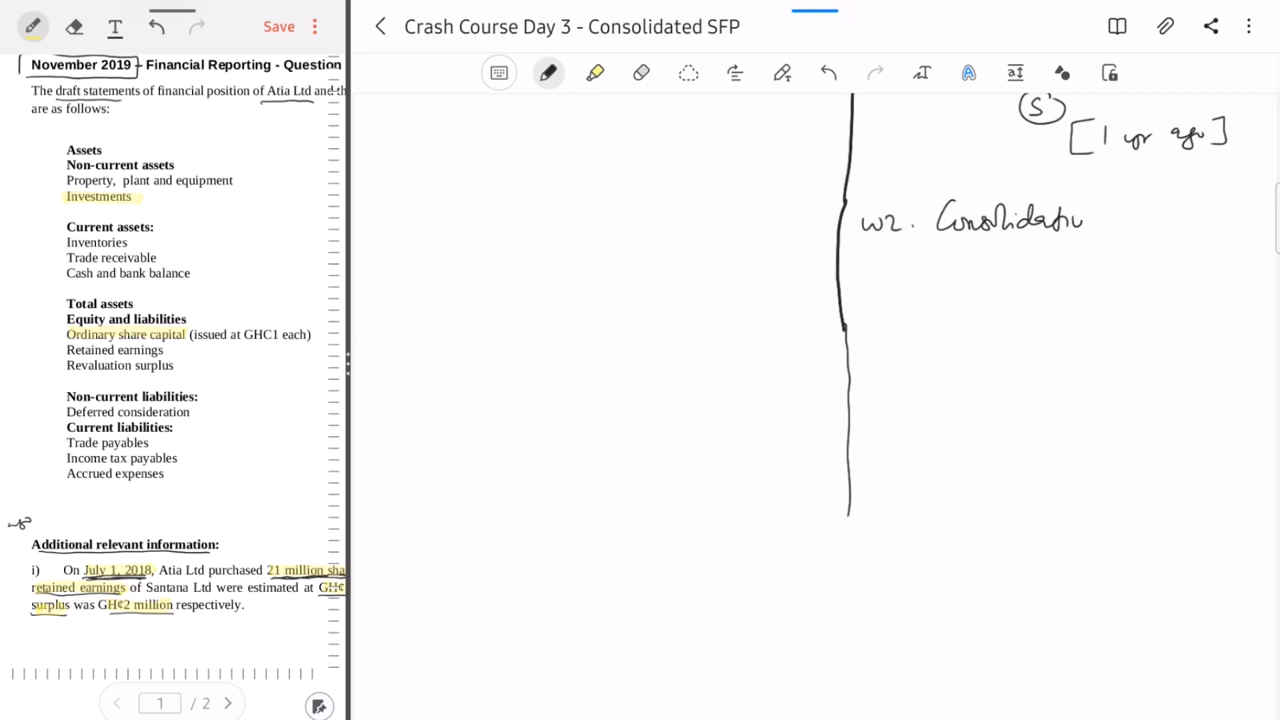 Save
Crash Course Day 3 - Consolidated SFP
November 2019 – Financial Reporting - Question
The draft statements of financial position of Atia Ltd and th
are as follows:
Assets
Non-current assets
Property, plant and equipment
Investments
Current assets:
Inventories
Trade receivable
Cash and bank balance
Total assets
Equity and liabilities
Ordinary share capital (issued at GHC1 each)
Retained earnings
Revaluation surplus
Non-current liabilities:
Deferred consideration
Current liabilities:
Trade payables
Income tax payables
Accrued expenses
Additional relevant information:
i) On July 1, 2018, Atia Ltd purchased 21 million sha
retained earnings of Santana Ltd were estimated at GH¢
surplus was GH¢2 million respectively.
1 / 2
S
[1 yr ago]
W2. Consolidatiu